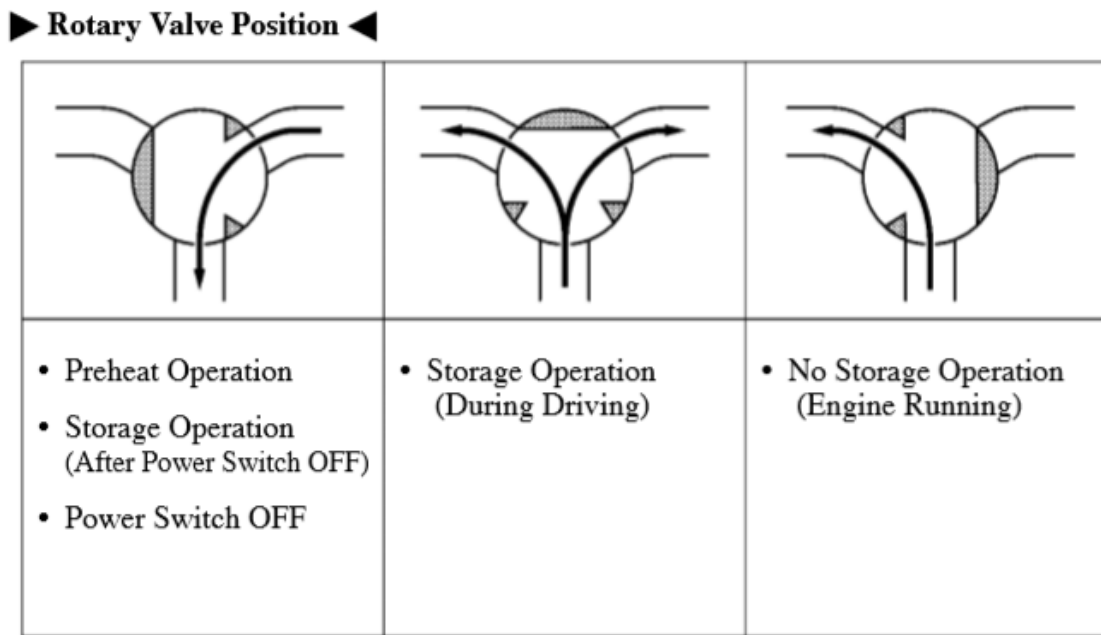 ▶ Rotary Valve Position ◀
• Preheat Operation
• Storage Operation
(After Power Switch OFF)
• Power Switch OFF
• Storage Operation
(During Driving)
• No Storage Operation
(Engine Running)